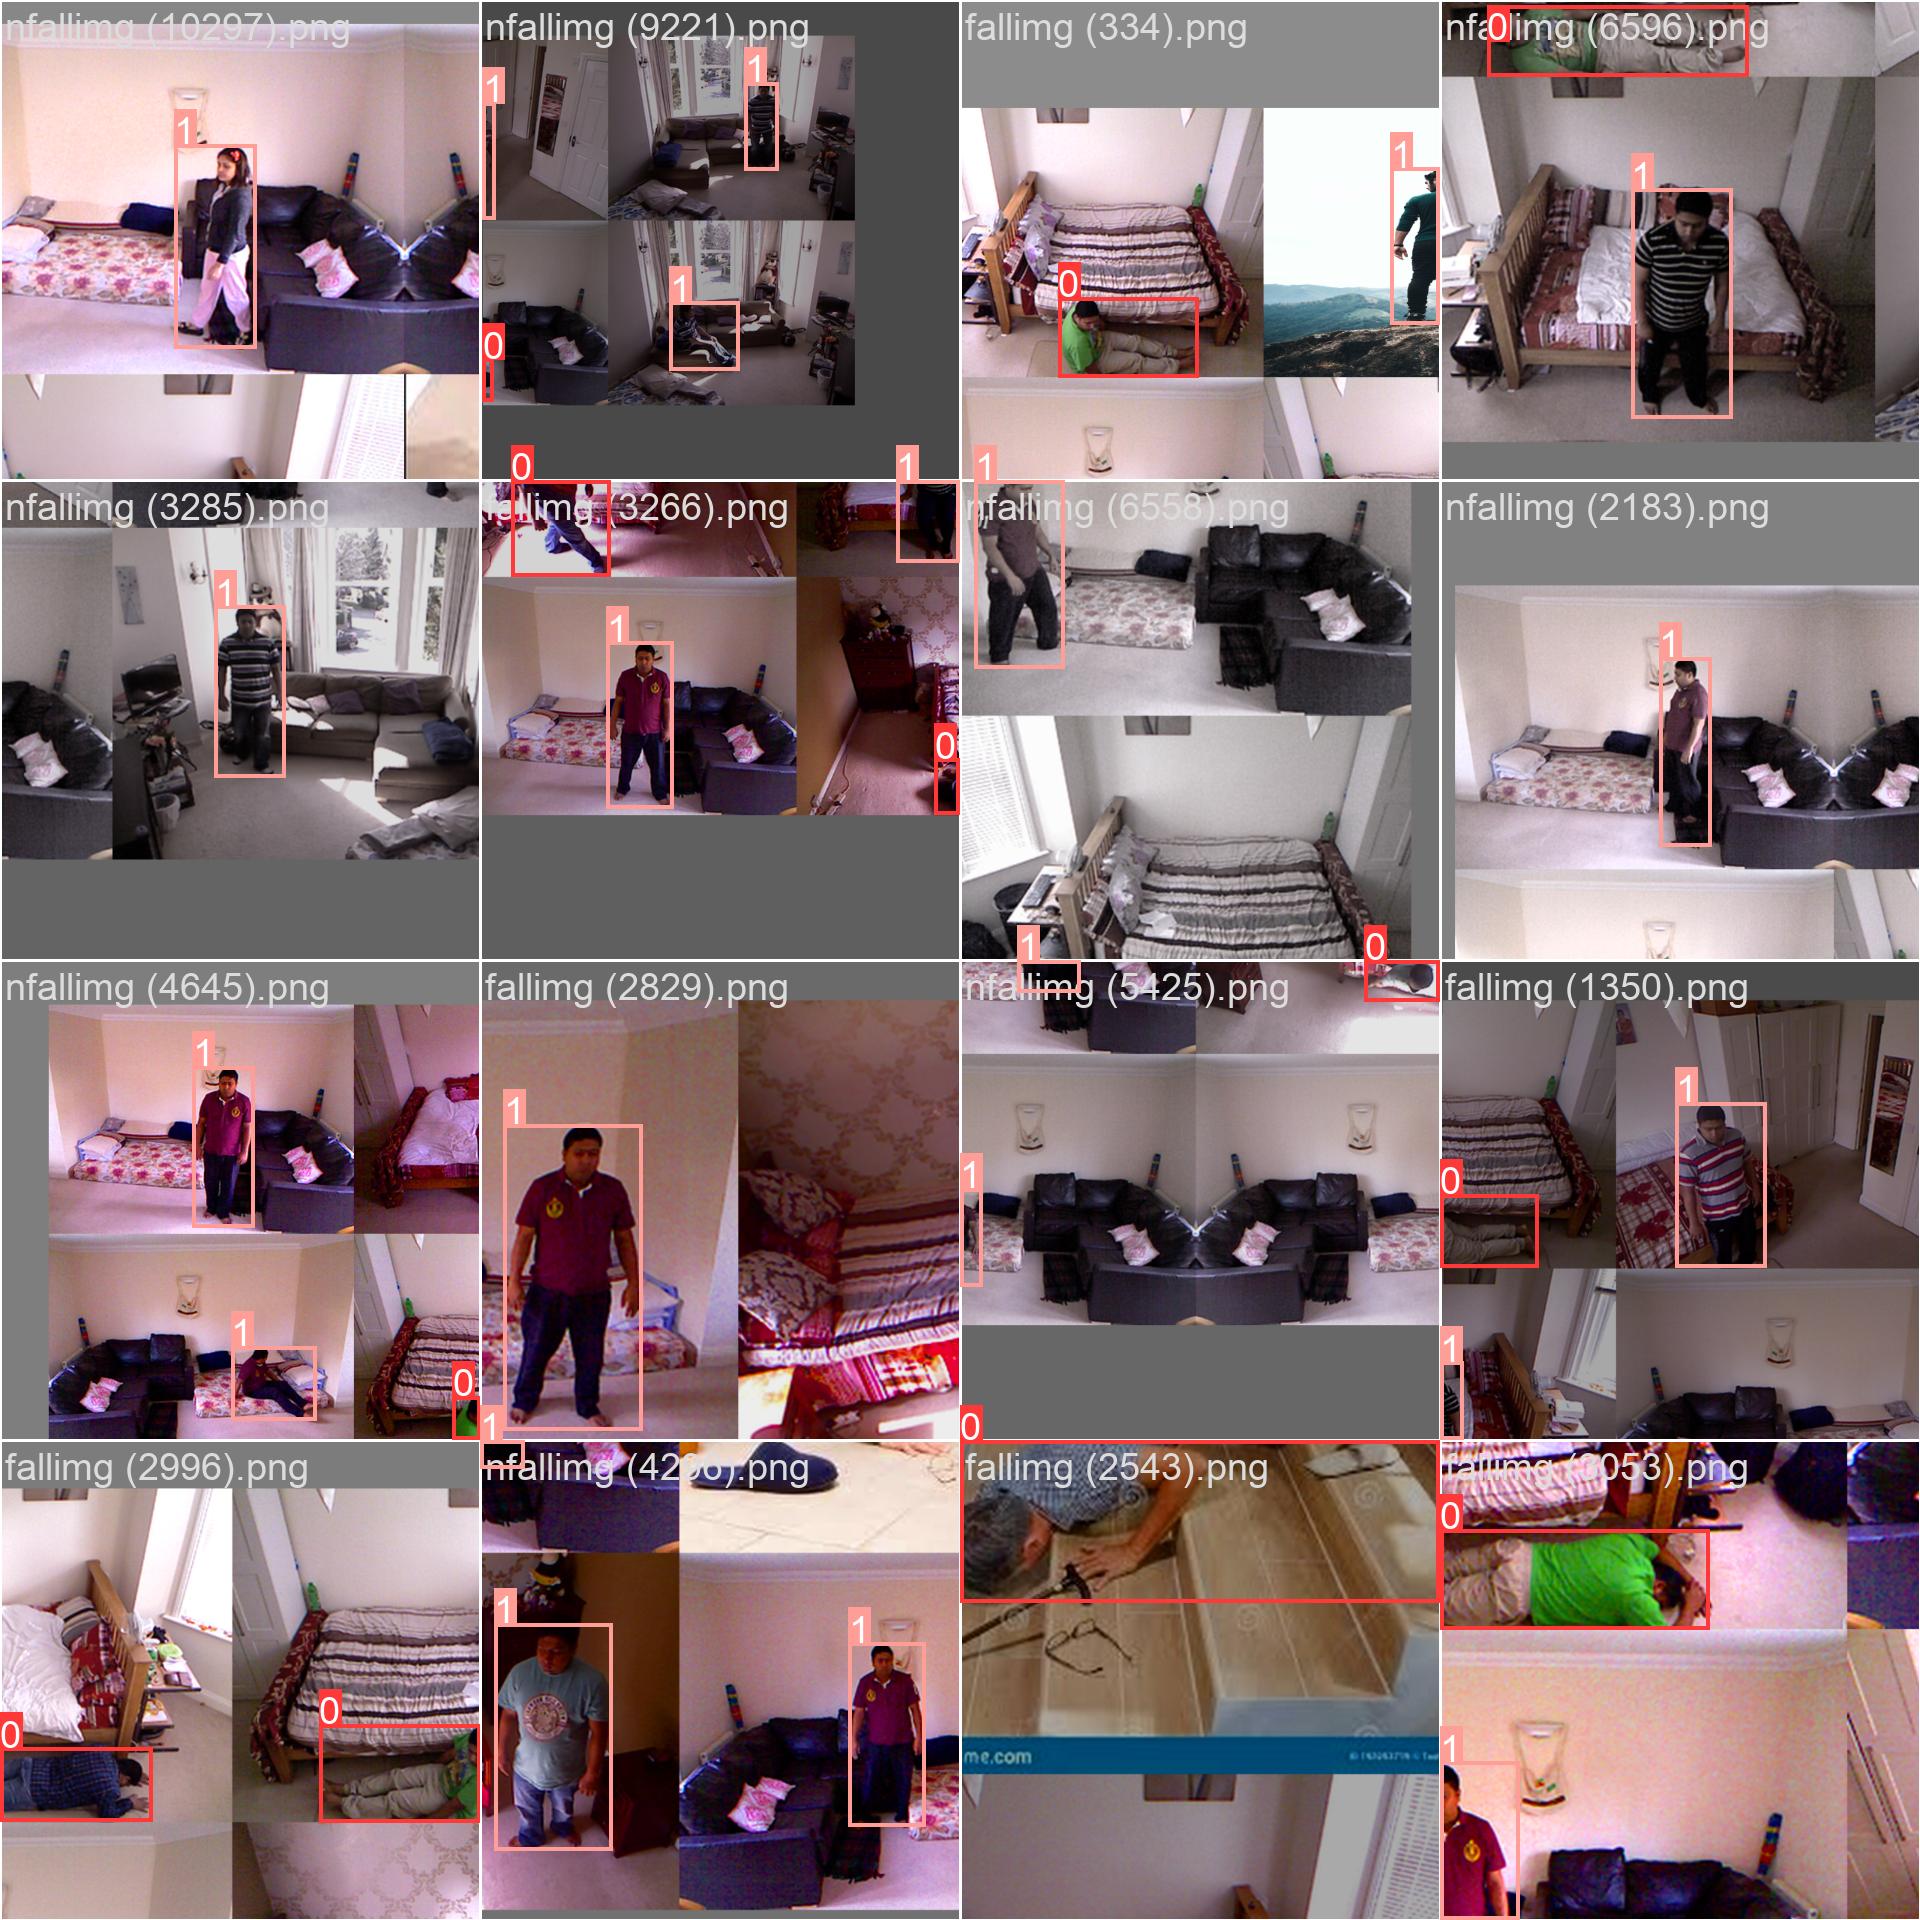 nfallimg (10297).png
nfallimg (9221).png
fallimg (334).png
nfallimg (6596).png
1
1
1
1
0
1
0
0
1
1
nfallimg (3285).png
fallimg (3266).png
nfallimg (6558).png
nfallimg (2183).png
1
0
1
1
0
1
1
nfallimg (4645).png
fallimg (2829).png
nfallimg (5425).png
fallimg (1350).png
1
1
0
1
1
0
1
1
0
1
fallimg (2996).png
nfallimg (4296).png
fallimg (2543).png
fallimg (3053).png
0
0
1
1
1
0
me.com
0
1